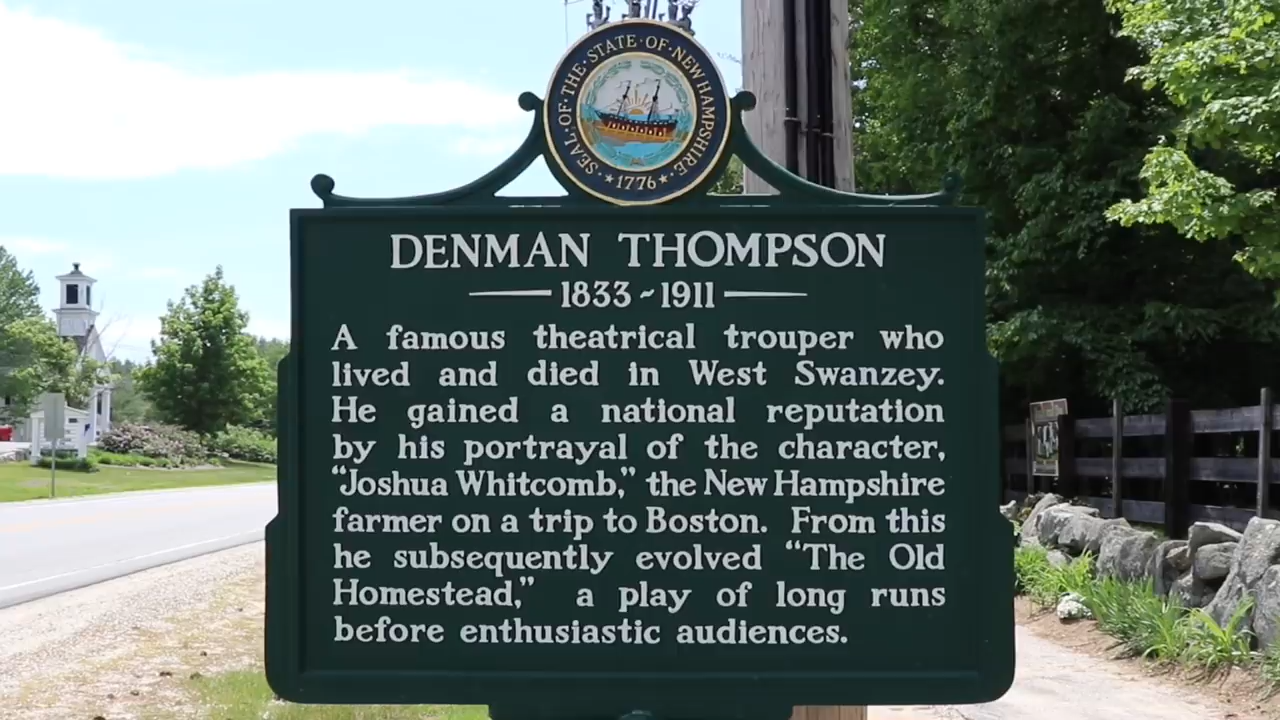 SEAL·OF·THE·STATE·OF·NEW HAMPSHIRE·
★1776★
DENMAN THOMPSON
1833~1911
A famous theatrical trouper who
lived and died in West Swanzey.
He gained a national reputation
by his portrayal of the character,
“Joshua Whitcomb,” the New Hampshire
farmer on a trip to Boston. From this
he subsequently evolved “The Old
Homestead,” a play of long runs
before enthusiastic audiences.